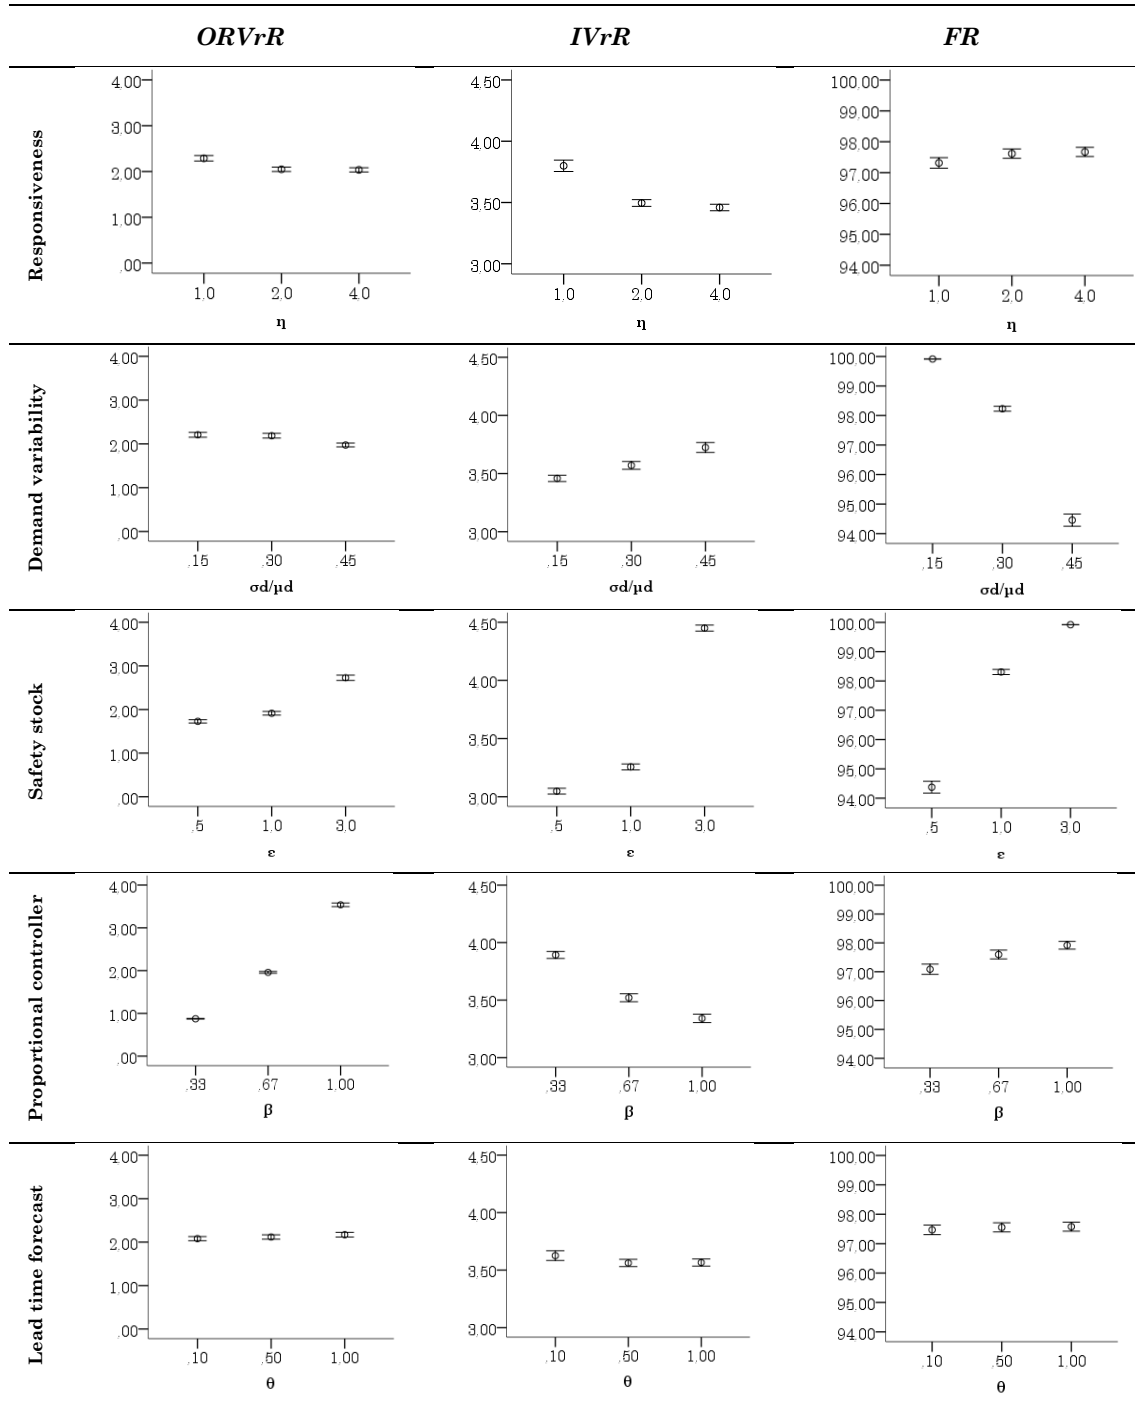 ORVrR IVrR FR
Responsiveness
4,00
3,00
2,00
1,00
,00
1,0 2,0 4,0
η
4,50
4,00
3,50
3,00
1,0 2,0 4,0
η
100,00
99,00
98,00
97,00
96,00
95,00
94,00
1,0 2,0 4,0
η
Demand variability
4,00
3,00
2,00
1,00
,00
,15 ,30 ,45
σd/μd
4,50
4,00
3,50
3,00
,15 ,30 ,45
σd/μd
100,00
99,00
98,00
97,00
96,00
95,00
94,00
,15 ,30 ,45
σd/μd
Safety stock
4,00
3,00
2,00
1,00
,00
,5 1,0 3,0
ε
4,50
4,00
3,50
3,00
,5 1,0 3,0
ε
100,00
99,00
98,00
97,00
96,00
95,00
94,00
,5 1,0 3,0
ε
Proportional controller
4,00
3,00
2,00
1,00
,00
,33 ,67 1,00
β
4,50
4,00
3,50
3,00
,33 ,67 1,00
β
100,00
99,00
98,00
97,00
96,00
95,00
94,00
,33 ,67 1,00
β
Lead time forecast
4,00
3,00
2,00
1,00
,00
,10 ,50 1,00
θ
4,50
4,00
3,50
3,00
,10 ,50 1,00
θ
100,00
99,00
98,00
97,00
96,00
95,00
94,00
,10 ,50 1,00
θ